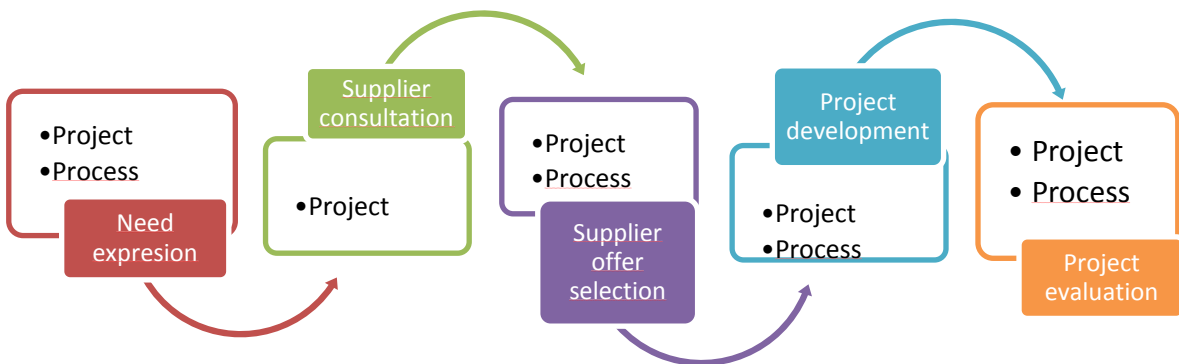 •Project
•Process
Need
expresion
Supplier
consultation
•Project
•Project
•Process
Supplier
offer
selection
Project
development
•Project
•Process
• Project
• Process
Project
evaluation